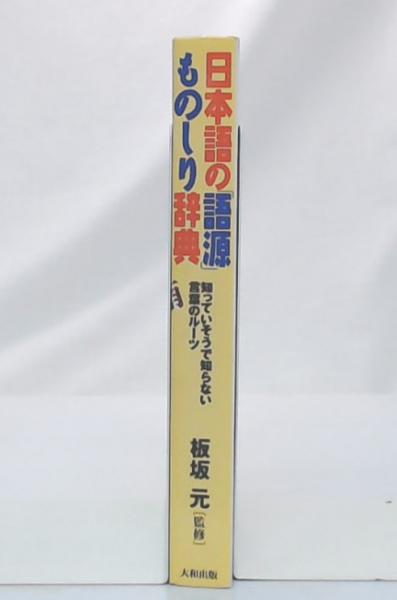 日本語の「語源」
ものしり辞典
知っていそうで知らない
言葉のルーツ
板坂 元[監修]
大和出版